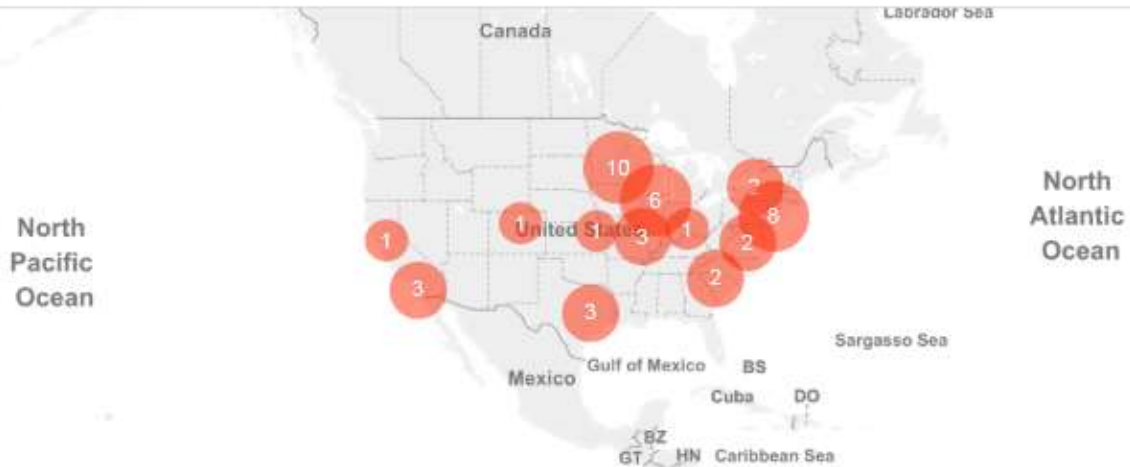 Labrador Sea
Canada
10
6
8
North
Pacific
Ocean
North
Atlantic
Ocean
1
1
United States
1
3
1
2
3
2
3
Sargasso Sea
Gulf of Mexico
BS
Mexico
Cuba
DO
BZ
GT
HN
Caribbean Sea